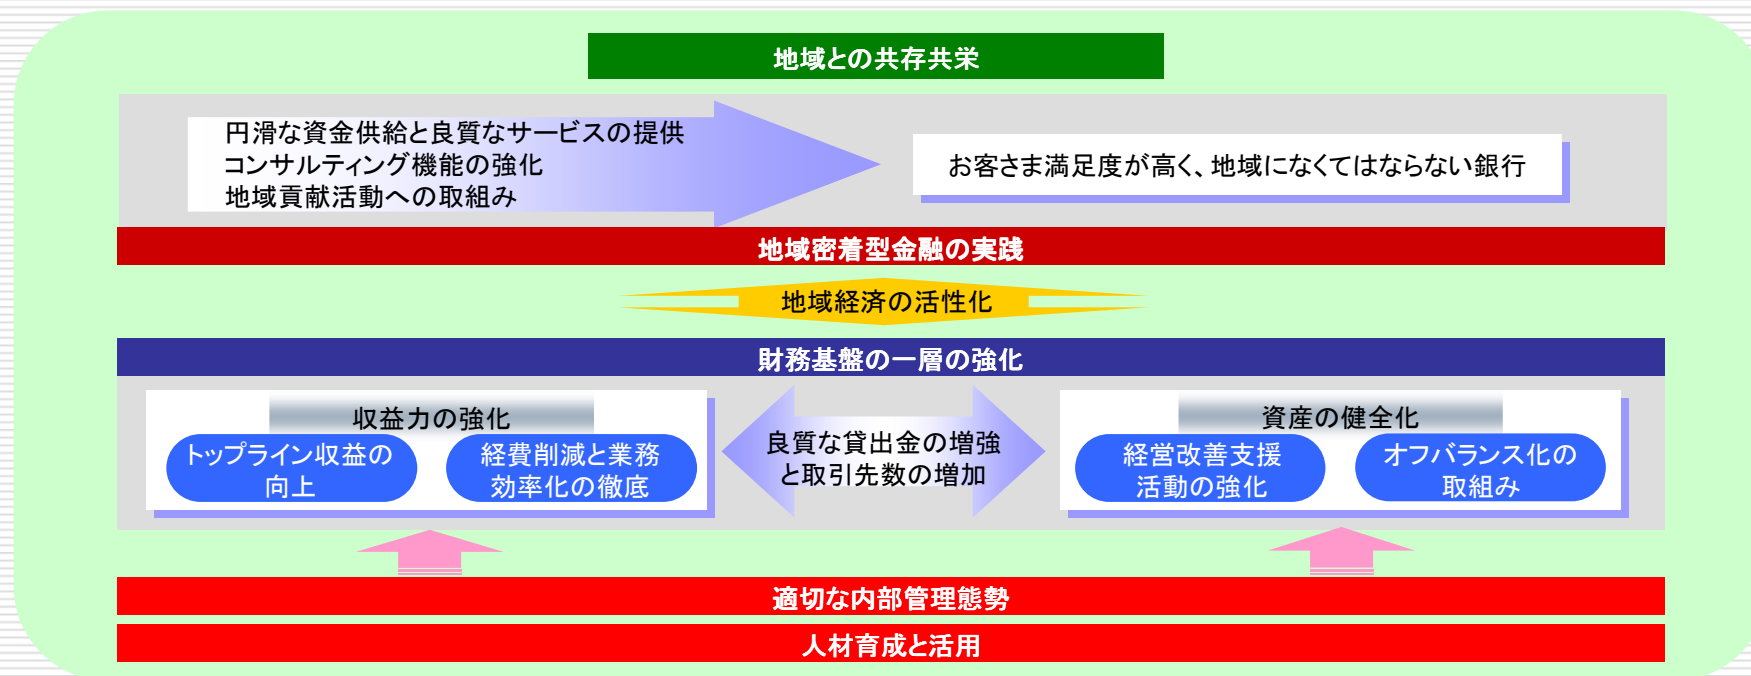 地域との共存共栄
円滑な資金供給と良質なサービスの提供
コンサルティング機能の強化
地域貢献活動への取組み
お客さま満足度が高く、地域になくてはならない銀行
地域密着型金融の実践
地域経済の活性化
財務基盤の一層の強化
収益力の強化
トップライン収益の
向上
経費削減と業務
効率化の徹底
良質な貸出金の増強
と取引先数の増加
資産の健全化
経営改善支援
活動の強化
オフバランス化の
取組み
適切な内部管理態勢
人材育成と活用